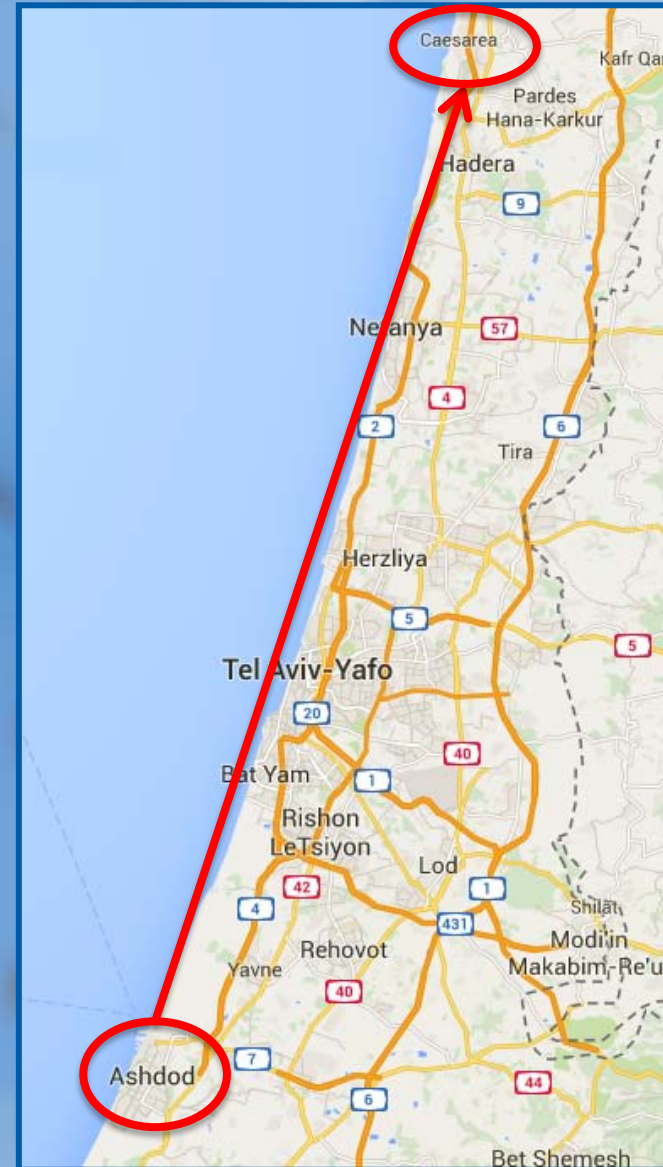 Caesarea
Kafr Qar
Pardes
Hana-Karkur
Hadera
9
Netanya
57
4
2
6
Tira
Herzliya
5
5
Tel Aviv-Yafo
20
40
Bat Yam
1
Rishon
LeTsiyon
Lod
42
1
4
Shilat
431
Modi'in
Makabim-Re'u
Rehovot
Yavne
40
7
Ashdod
44
6
Bet Shemesh